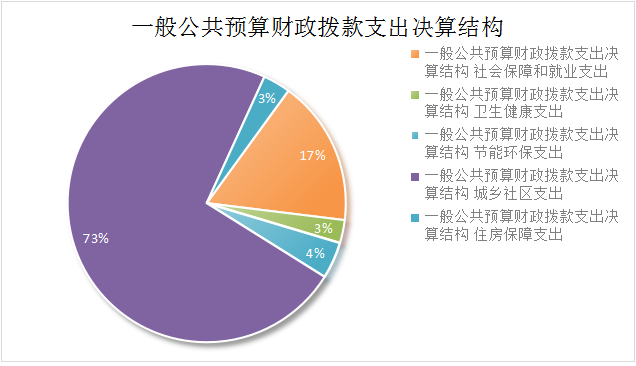 一般公共预算财政拨款支出决算结构
3%
17%
3%
4%
73%
一般公共预算财政拨款支出决
算结构 社会保障和就业支出
一般公共预算财政拨款支出决
算结构 卫生健康支出
一般公共预算财政拨款支出决
算结构 节能环保支出
一般公共预算财政拨款支出决
算结构 城乡社区支出
一般公共预算财政拨款支出决
算结构 住房保障支出